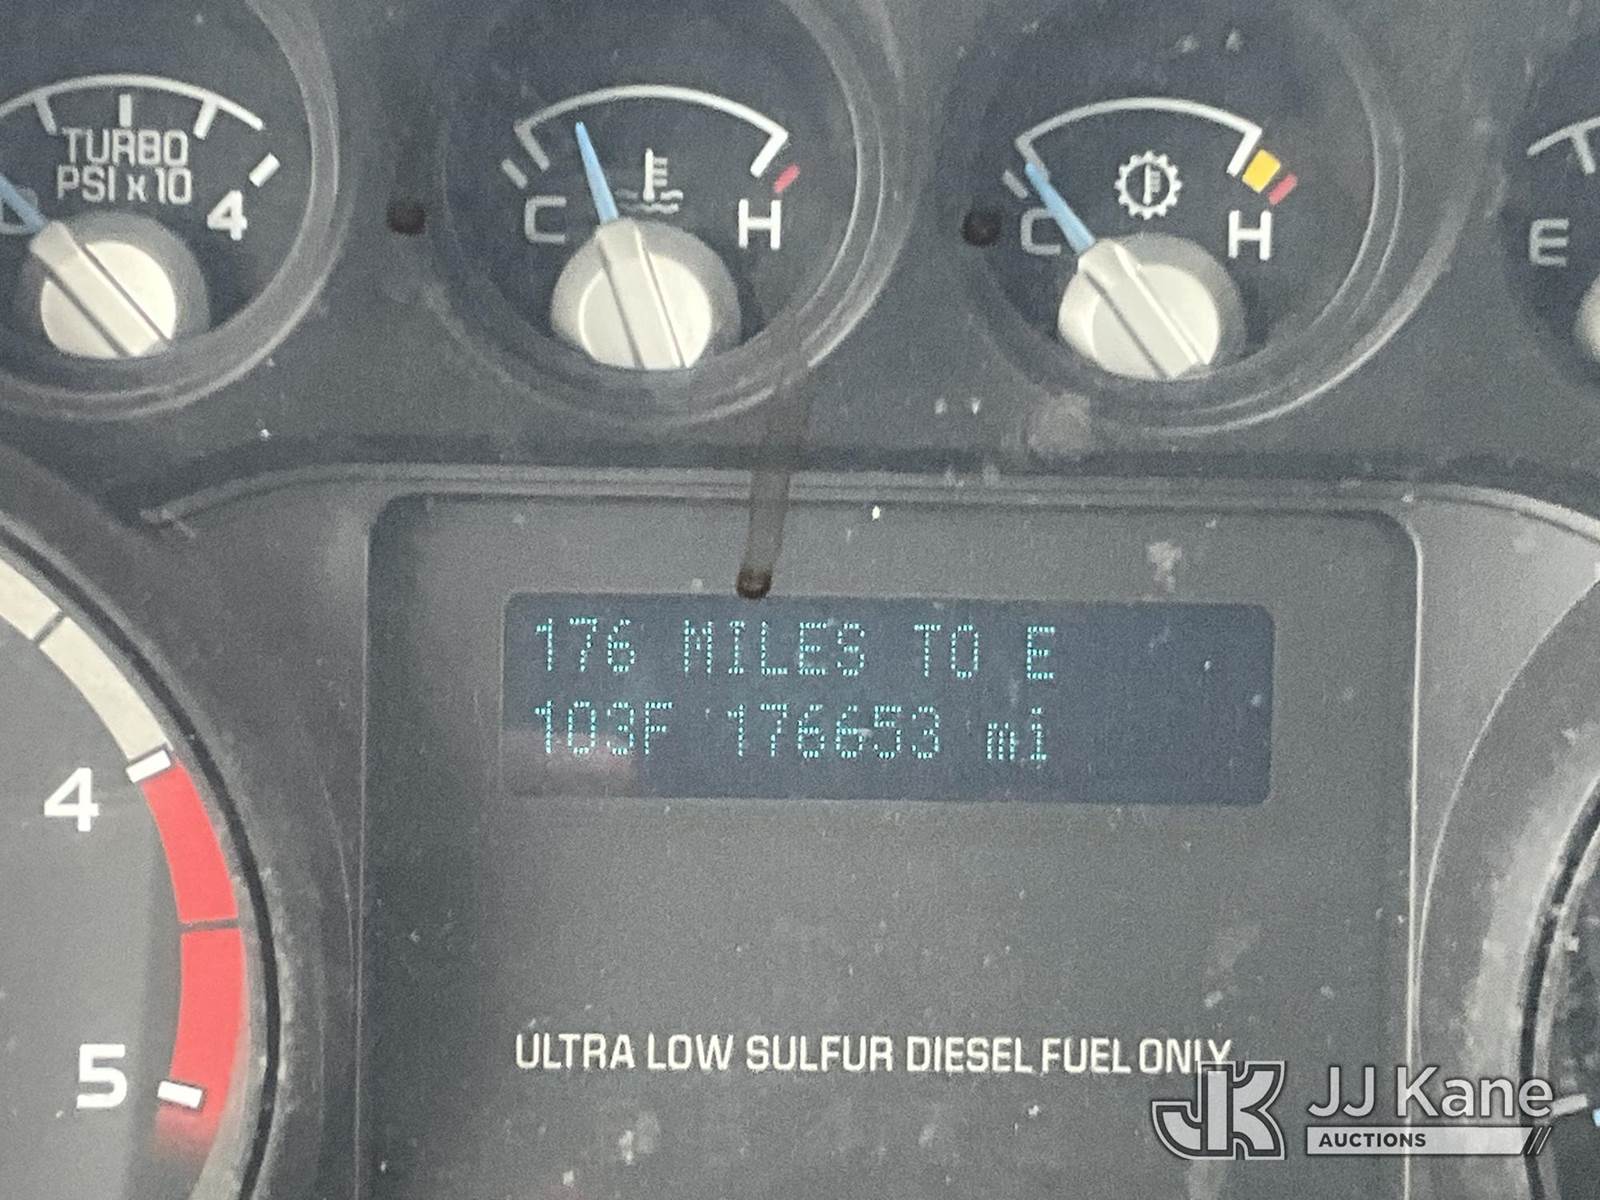 TURBO
PSI x 10
4
C
H
C
H
E
176 MILES TO E
103F 176653 mi
4
5
ULTRA LOW SULFUR DIESEL FUEL ONLY
JK JJ Kane
AUCTIONS